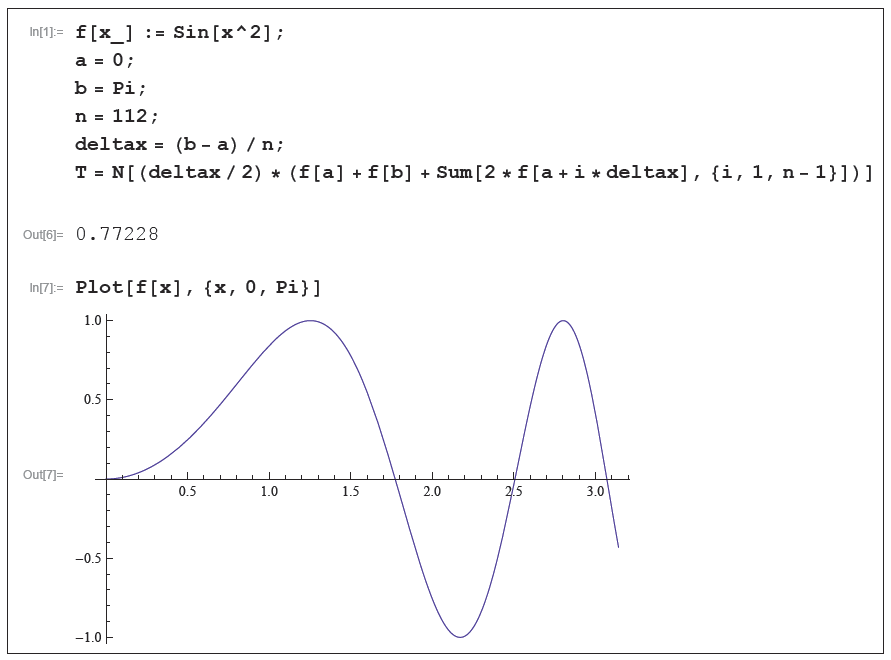 In[1]:= f[x_] := Sin[x^2];
a = 0;
b = Pi;
n = 112;
deltax = (b - a) / n;
T = N[(deltax / 2) * (f[a] + f[b] + Sum[2 * f[a + i * deltax], {i, 1, n - 1}])]
Out[6]= 0.77228
In[7]:= Plot[f[x], {x, 0, Pi}]
1.0
0.5
Out[7]=
0.5 1.0 1.5 2.0 2.5 3.0
-0.5
-1.0